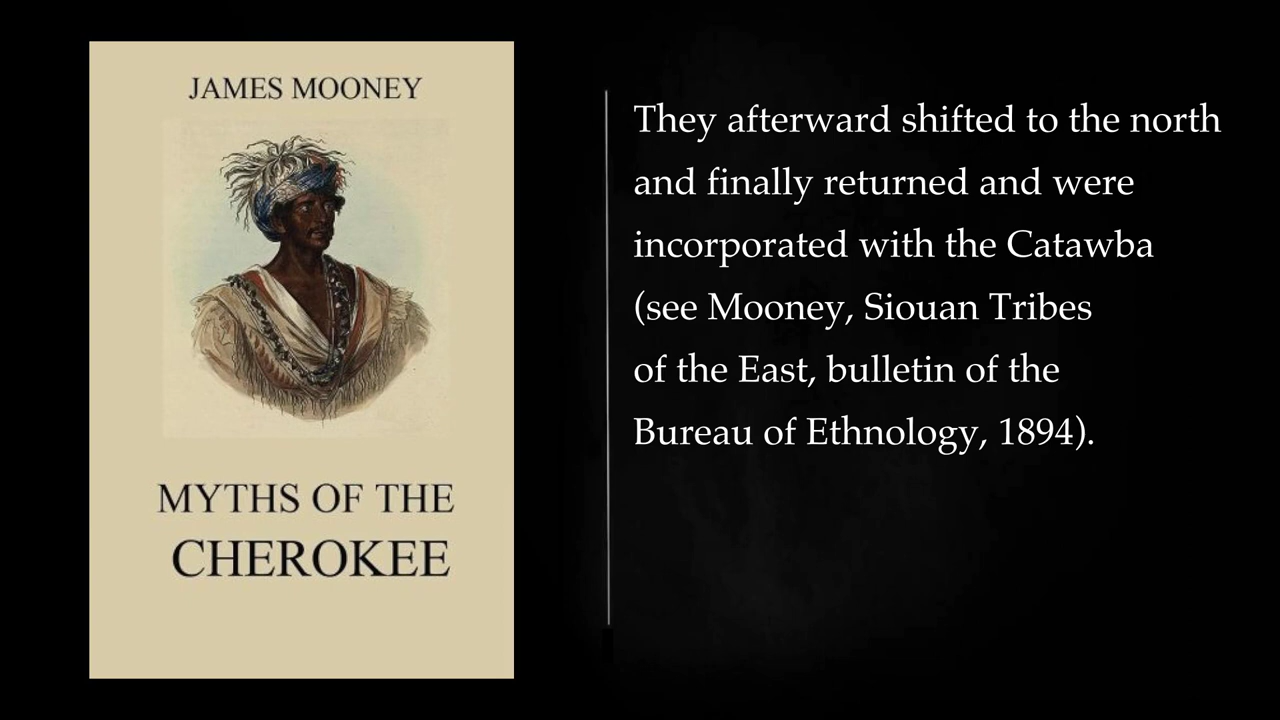 JAMES MOONEY
MYTHS OF THE
CHEROKEE
They afterward shifted to the north
and finally returned and were
incorporated with the Catawba
(see Mooney, Siouan Tribes
of the East, bulletin of the
Bureau of Ethnology, 1894).